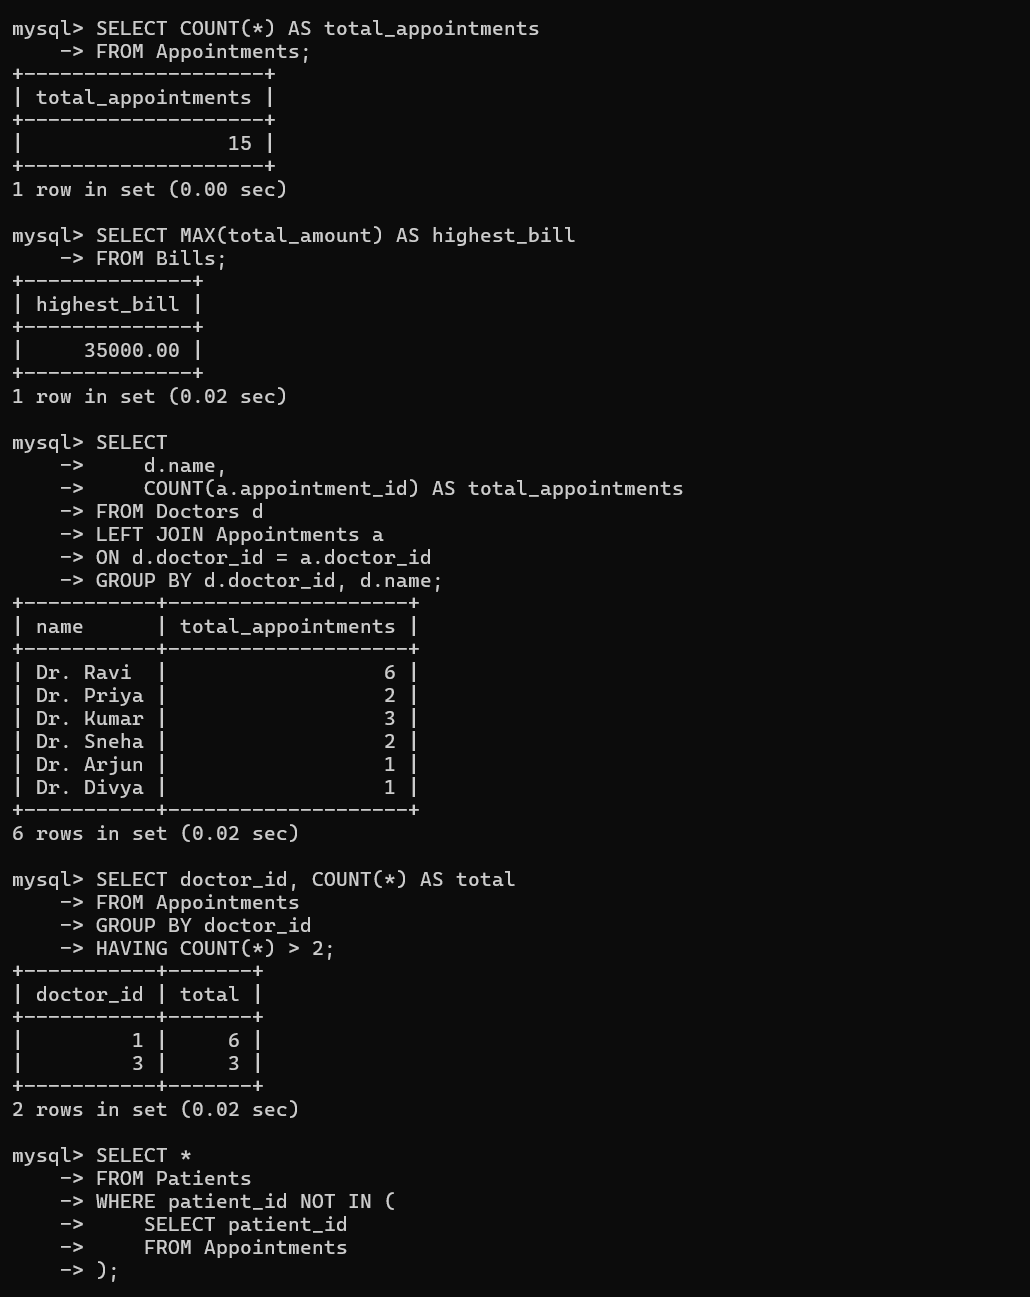 mysql> SELECT COUNT(*) AS total_appointments
    -> FROM Appointments;
+--------------------+
| total_appointments |
+--------------------+
|                 15 |
+--------------------+
1 row in set (0.00 sec)

mysql> SELECT MAX(total_amount) AS highest_bill
    -> FROM Bills;
+--------------+
| highest_bill |
+--------------+
|     35000.00 |
+--------------+
1 row in set (0.02 sec)

mysql> SELECT
    ->     d.name,
    ->     COUNT(a.appointment_id) AS total_appointments
    -> FROM Doctors d
    -> LEFT JOIN Appointments a
    -> ON d.doctor_id = a.doctor_id
    -> GROUP BY d.doctor_id, d.name;
+-----------+--------------------+
| name      | total_appointments |
+-----------+--------------------+
| Dr. Ravi  |                  6 |
| Dr. Priya |                  2 |
| Dr. Kumar |                  3 |
| Dr. Sneha |                  2 |
| Dr. Arjun |                  1 |
| Dr. Divya |                  1 |
+-----------+--------------------+
6 rows in set (0.02 sec)

mysql> SELECT doctor_id, COUNT(*) AS total
    -> FROM Appointments
    -> GROUP BY doctor_id
    -> HAVING COUNT(*) > 2;
+-----------+-------+
| doctor_id | total |
+-----------+-------+
|         1 |     6 |
|         3 |     3 |
+-----------+-------+
2 rows in set (0.02 sec)

mysql> SELECT *
    -> FROM Patients
    -> WHERE patient_id NOT IN (
    ->     SELECT patient_id
    ->     FROM Appointments
    -> );